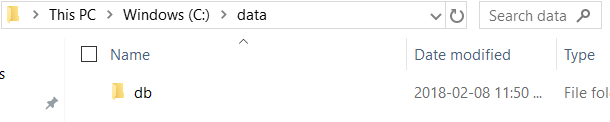 This PC > Windows (C:) > data
Search data
Name
Date modified
Type
s
db
2018-02-08 11:50 ...
File fol